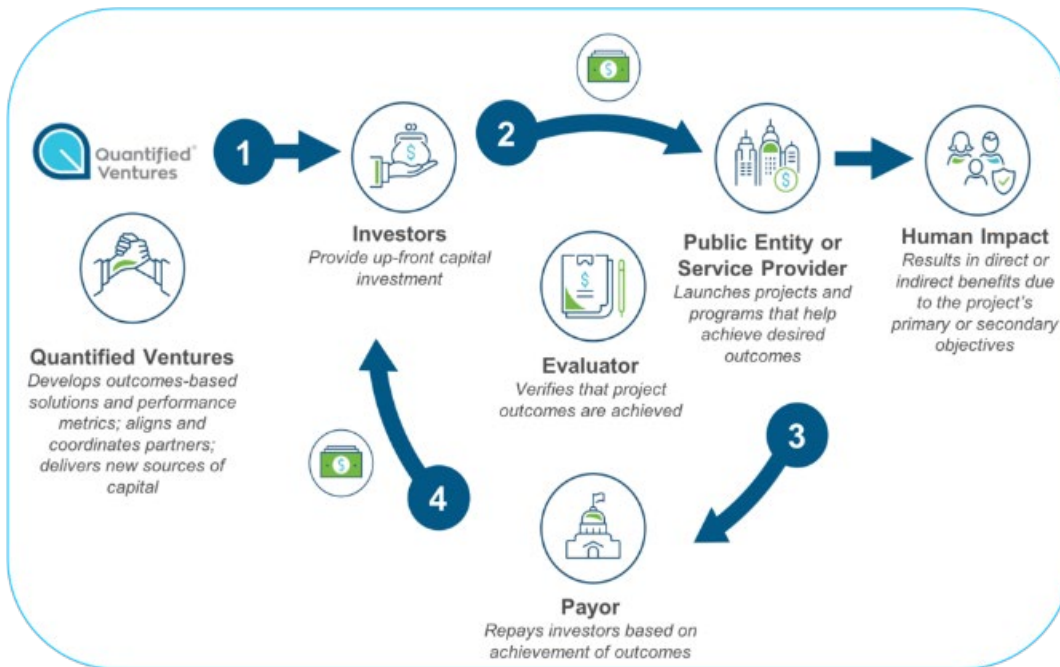 1
2
Quantified®
Ventures
Investors
Provide up-front capital
investment
Public Entity or
Service Provider
Launches projects and
programs that help
achieve desired
outcomes
Human Impact
Results in direct or
indirect benefits due
to the project's
primary or secondary
objectives
Quantified Ventures
Develops outcomes-based
solutions and performance
metrics; aligns and
coordinates partners;
delivers new sources of
capital
Evaluator
Verifies that project
outcomes are achieved
3
4
Payor
Repays investors based on
achievement of outcomes